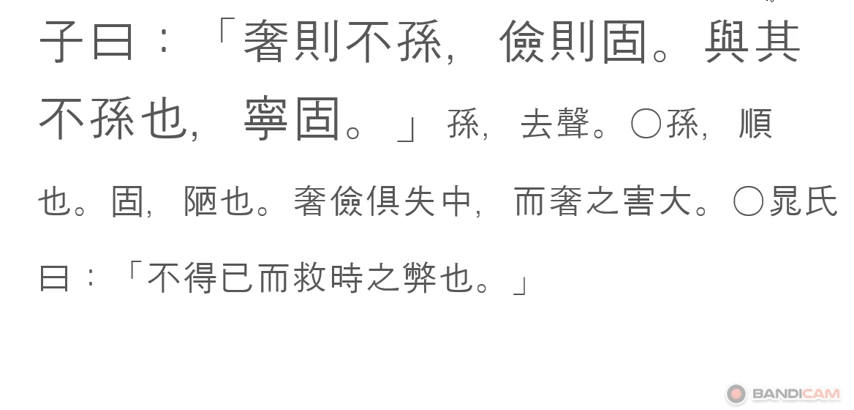 子曰：「奢則不孫，儉則固。與其
不孫也，寧固。」孫，去聲。○孫，順
也。固，陋也。奢儉俱失中，而奢之害大。○晁氏
曰：「不得已而救時之弊也。」
BANDICAM